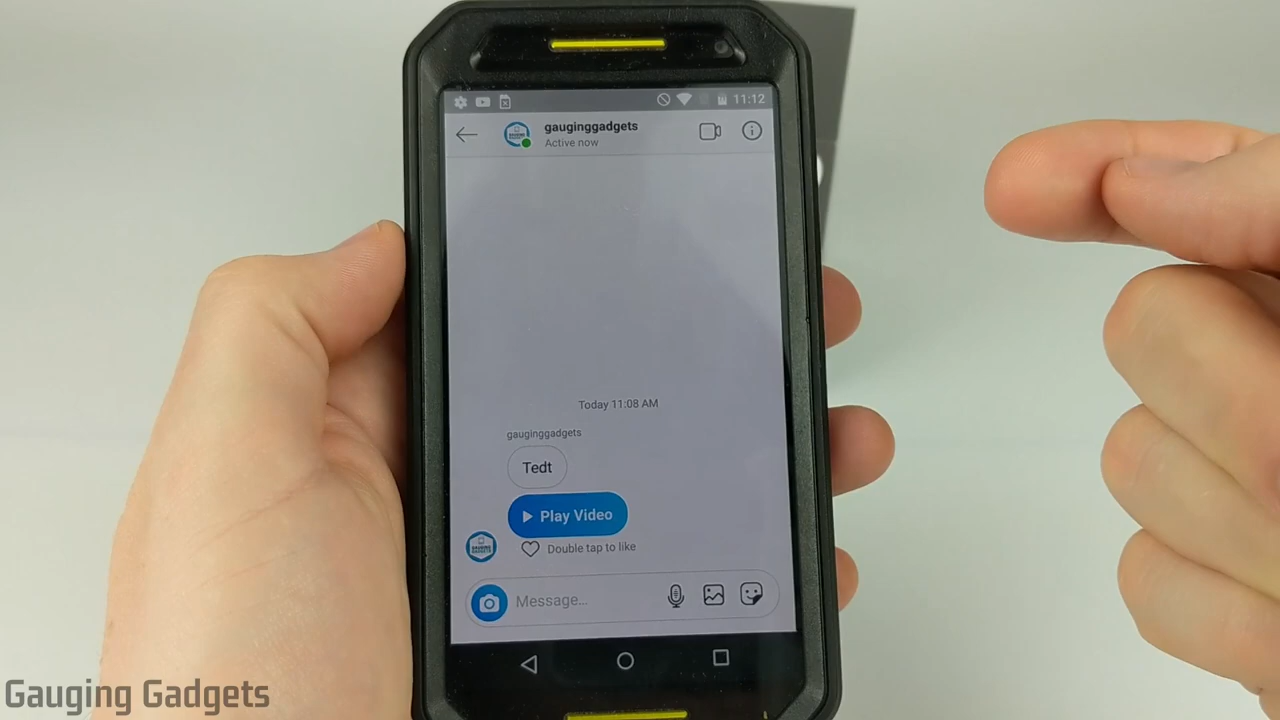 11:12
gauginggadgets
Active now
Today 11:08 AM
gauginggadgets
Tedt
Play Video
Double tap to like
Message...
Gauging Gadgets